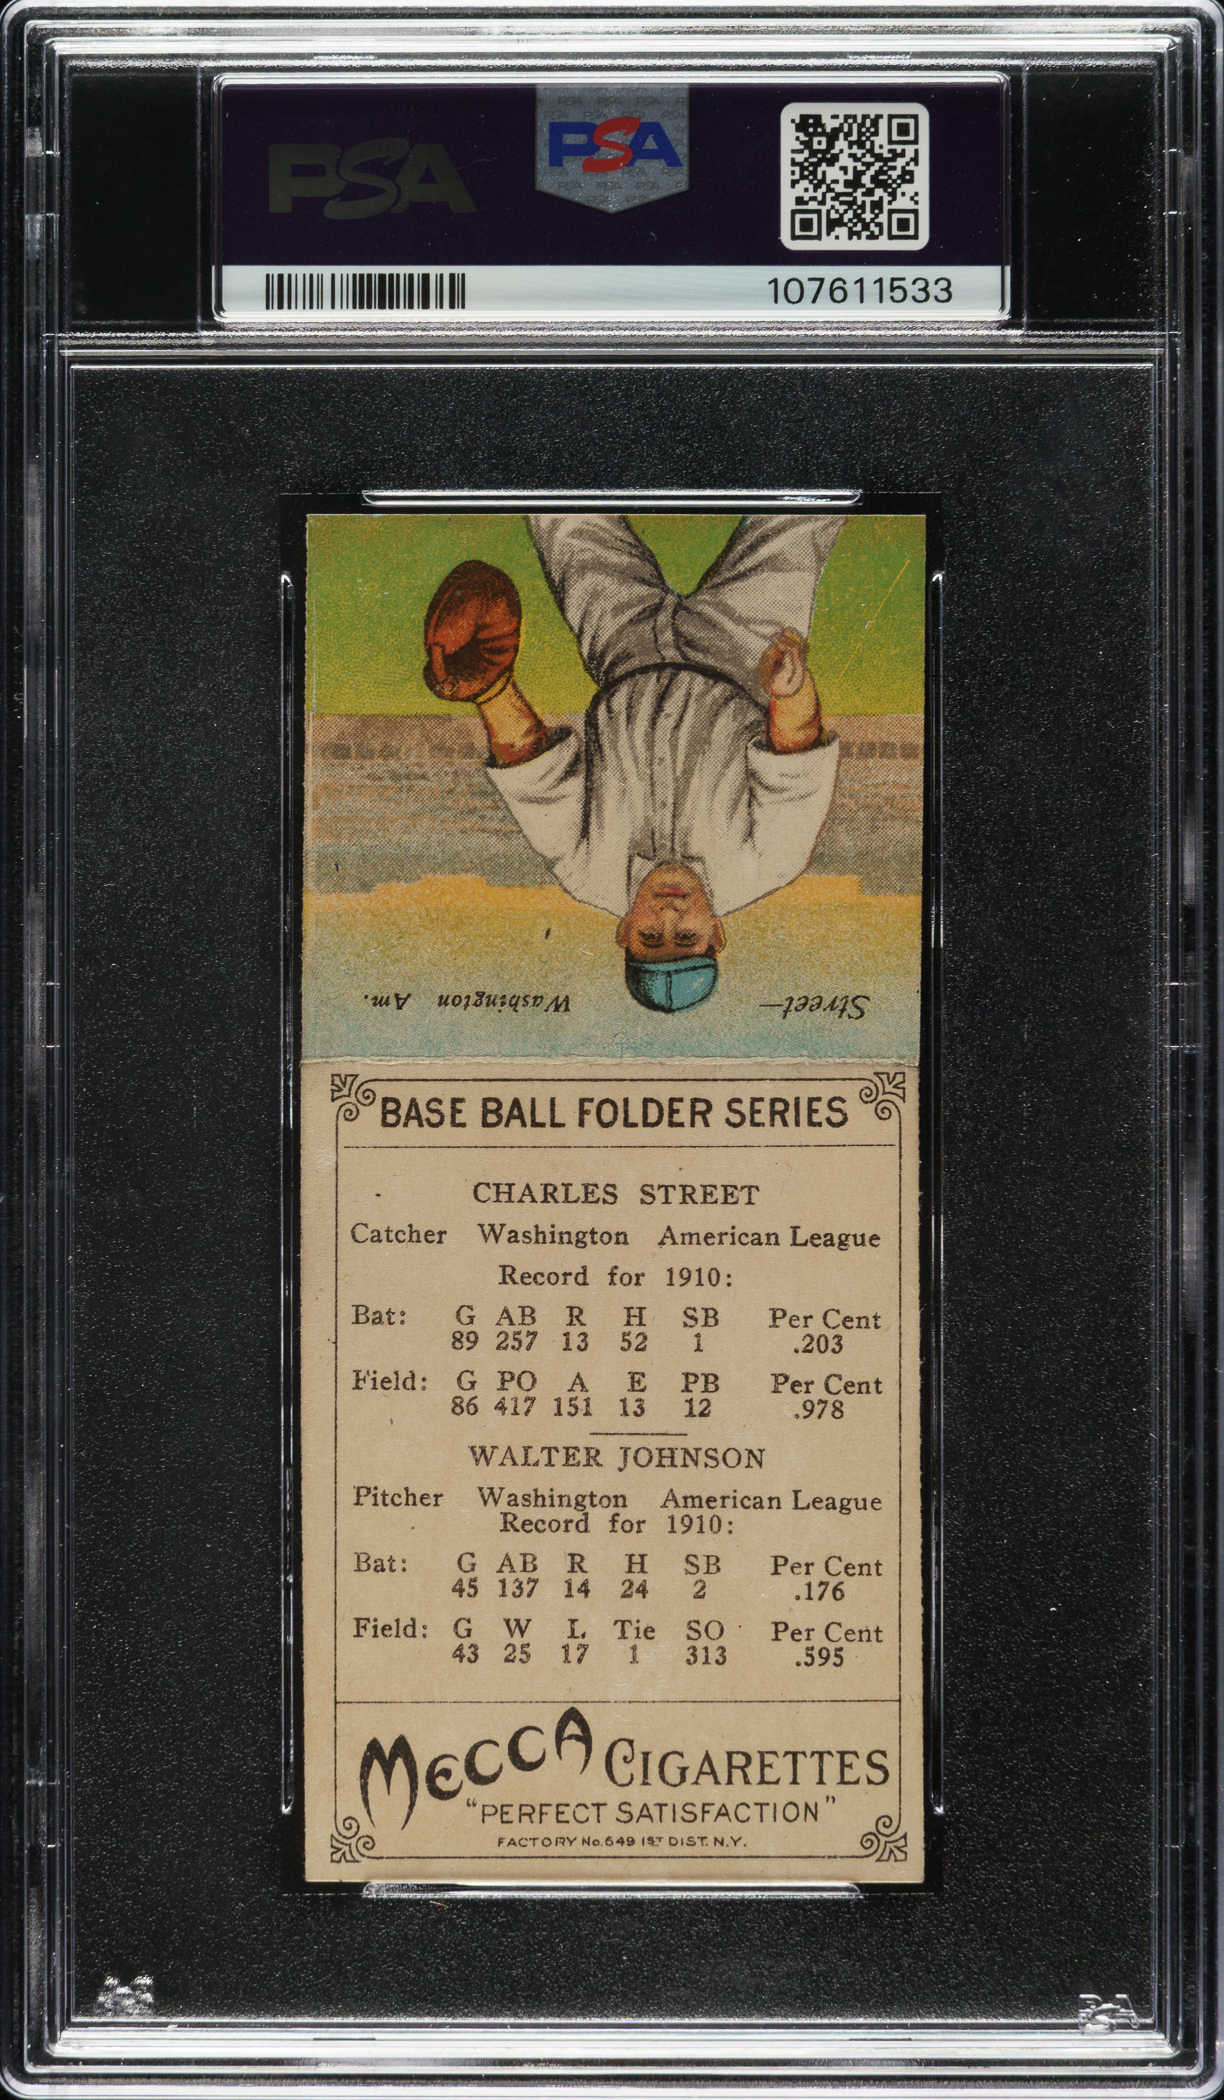 PSA
PSA
107611533
Street—
Washington Am.
BASE BALL FOLDER SERIES
CHARLES STREET
Catcher Washington American League
Record for 1910:
Bat: G AB R H SB Per Cent
89 257 13 52 1 .203
Field: G PO A E PB Per Cent
86 417 151 13 12 .978
WALTER JOHNSON
Pitcher Washington American League
Record for 1910:
Bat: G AB R H SB Per Cent
45 137 14 24 2 .176
Field: G W L Tie SO Per Cent
43 25 17 1 313 .595
MECCA CIGARETTES
"PERFECT SATISFACTION"
FACTORY No. 649 1ST DIST. N.Y.
PSA